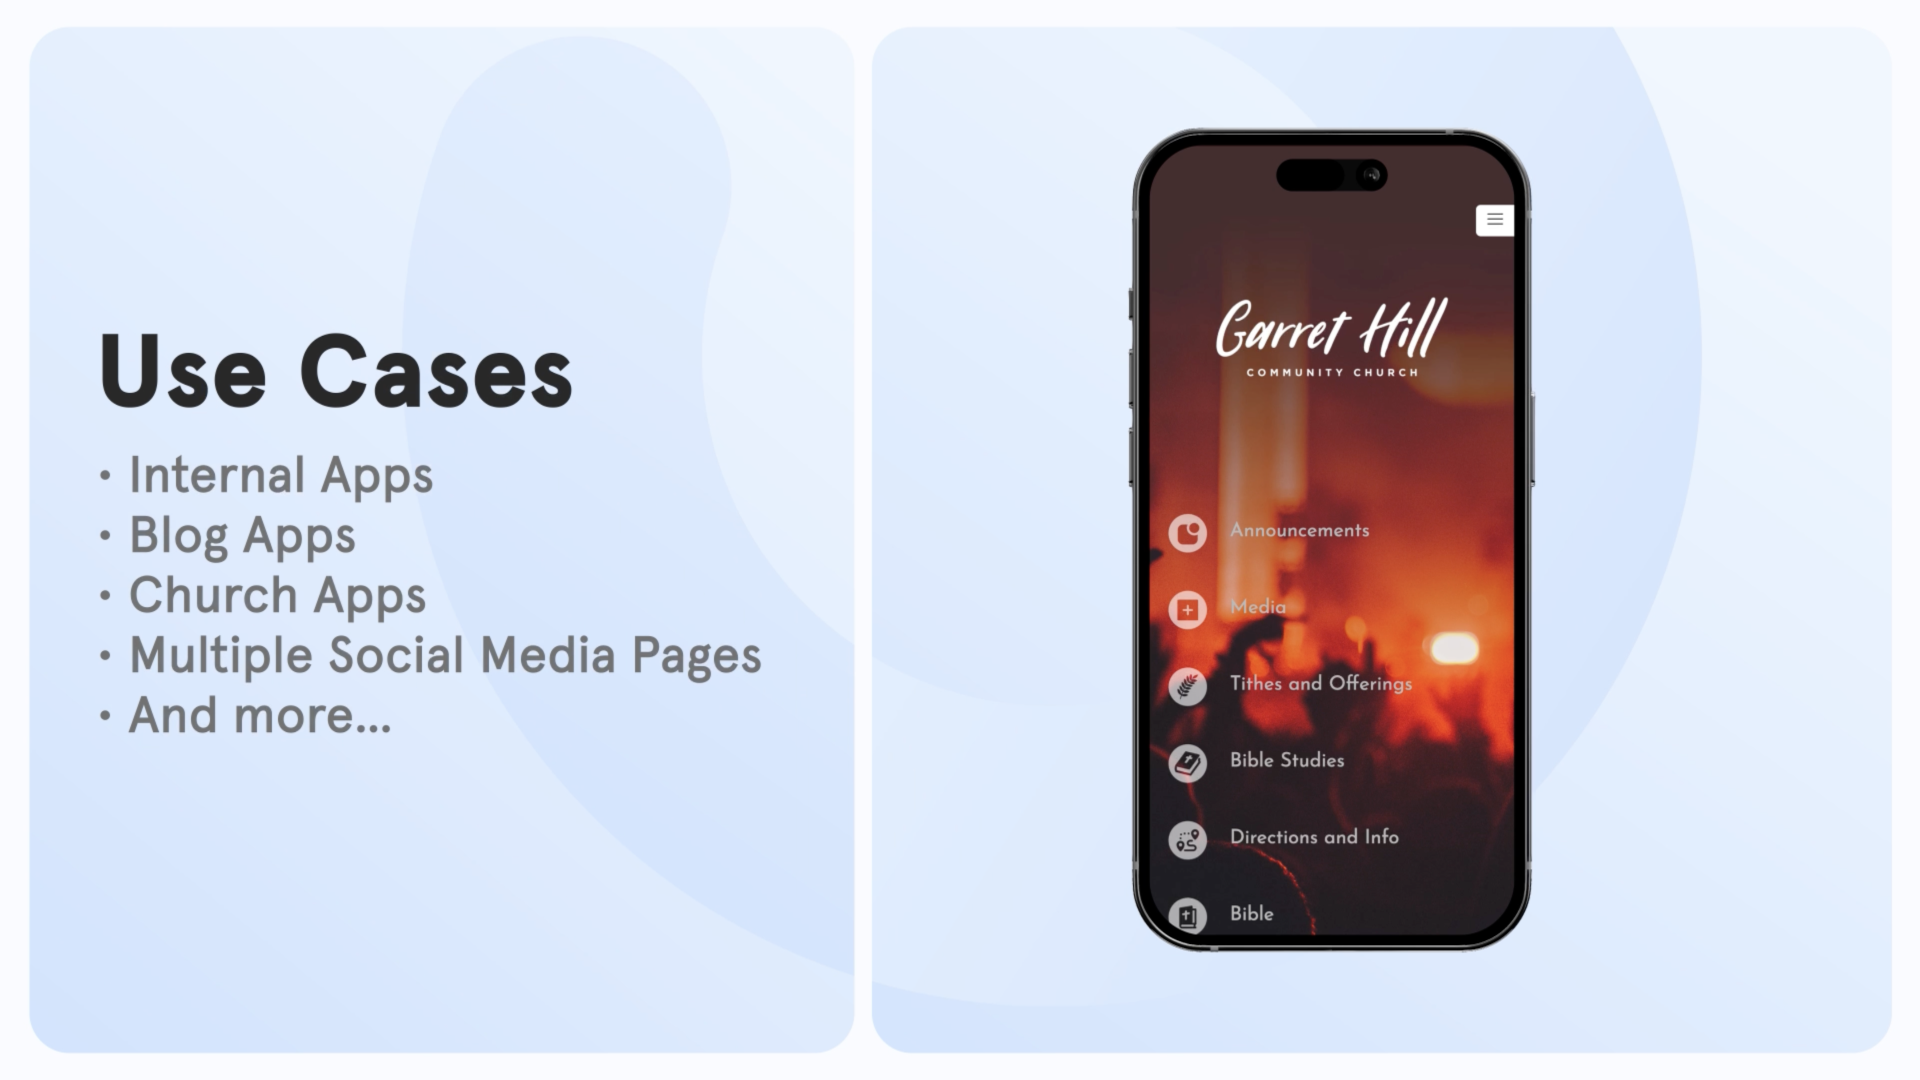 Use Cases
• Internal Apps
• Blog Apps
• Church Apps
• Multiple Social Media Pages
• And more...
Garret Hill
COMMUNITY CHURCH
Announcements
Media
Tithes and Offerings
Bible Studies
Directions and Info
Bible